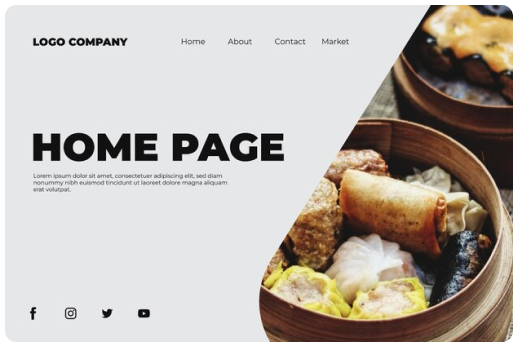 LOGO COMPANY
Home About Contact Market
HOME PAGE
Lorem ipsum dolor sit amet, consectetuer adipiscing elit, sed diam
nonummy nibh euismod tincidunt ut laoreet dolore magna aliquam
erat volutpat.